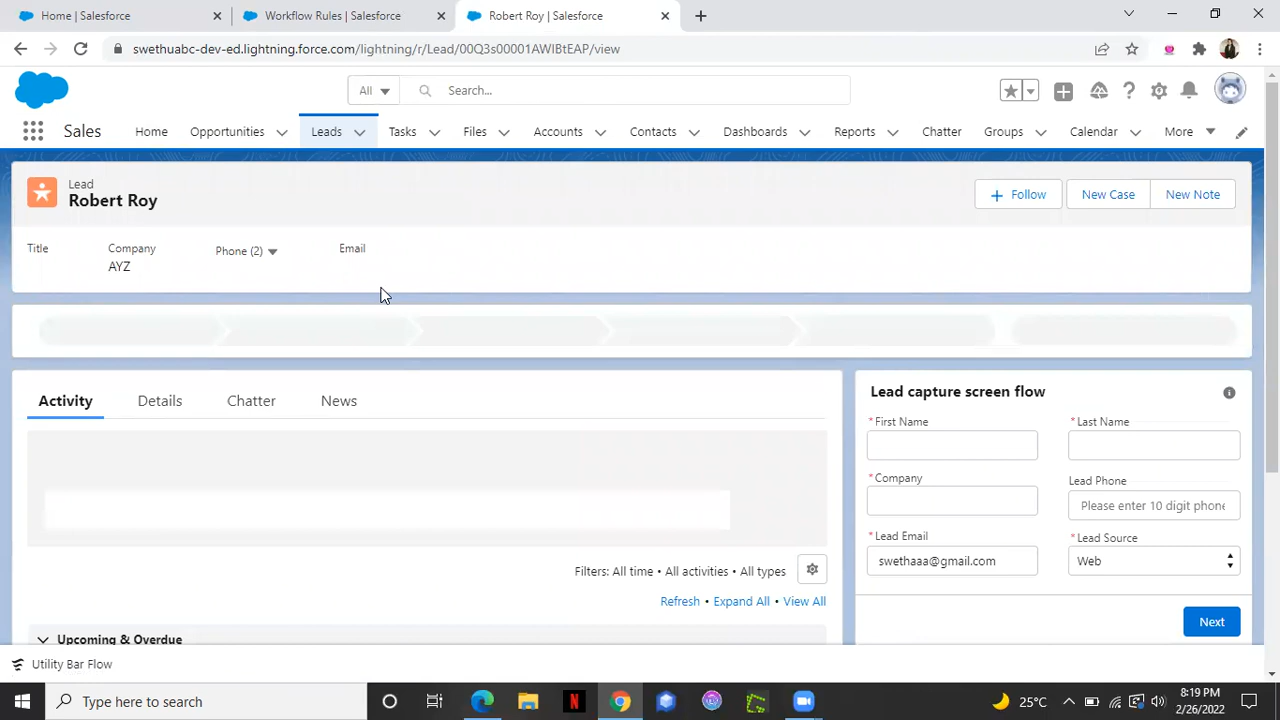 Home | Salesforce
Workflow Rules | Salesforce
Robert Roy | Salesforce
swethuabc-dev-ed.lightning.force.com/lightning/r/Lead/00Q3s00001AWIBtEAP/view
All
Search...
Sales
Home
Opportunities
Leads
Tasks
Files
Accounts
Contacts
Dashboards
Reports
Chatter
Groups
Calendar
More
Lead
Robert Roy
Follow
New Case
New Note
Title
Company
Phone (2)
Email
AYZ
Activity
Details
Chatter
News
Filters: All time • All activities • All types
Refresh • Expand All • View All
Upcoming & Overdue
Lead capture screen flow
* First Name
* Last Name
* Company
Lead Phone
Please enter 10 digit phone
* Lead Email
* Lead Source
swethaaa@gmail.com
Web
Next
Utility Bar Flow
Type here to search
25°C
8:19 PM
2/26/2022